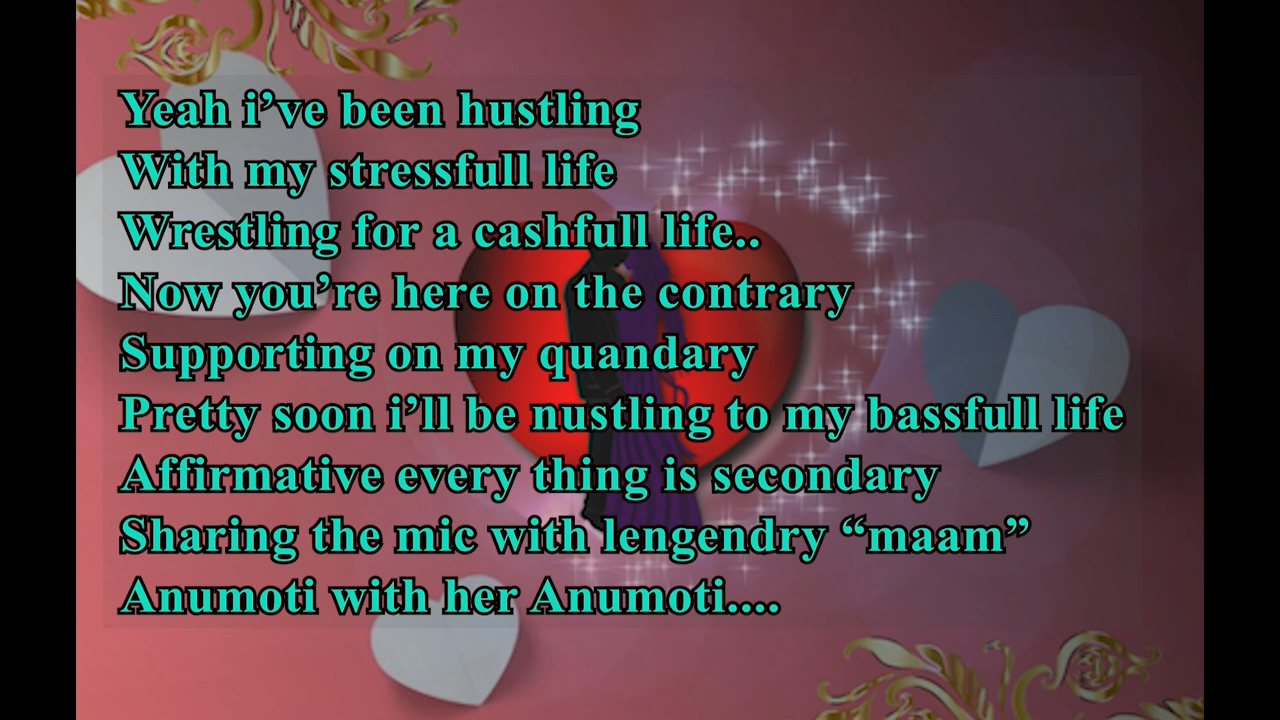 Yeah i’ve been hustling
With my stressfull life
Wrestling for a cashfull life..
Now you’re here on the contrary
Supporting on my quandary
Pretty soon i’ll be nustling to my bassfull life
Affirmative every thing is secondary
Sharing the mic with lengendry “maam”
Anumoti with her Anumoti....